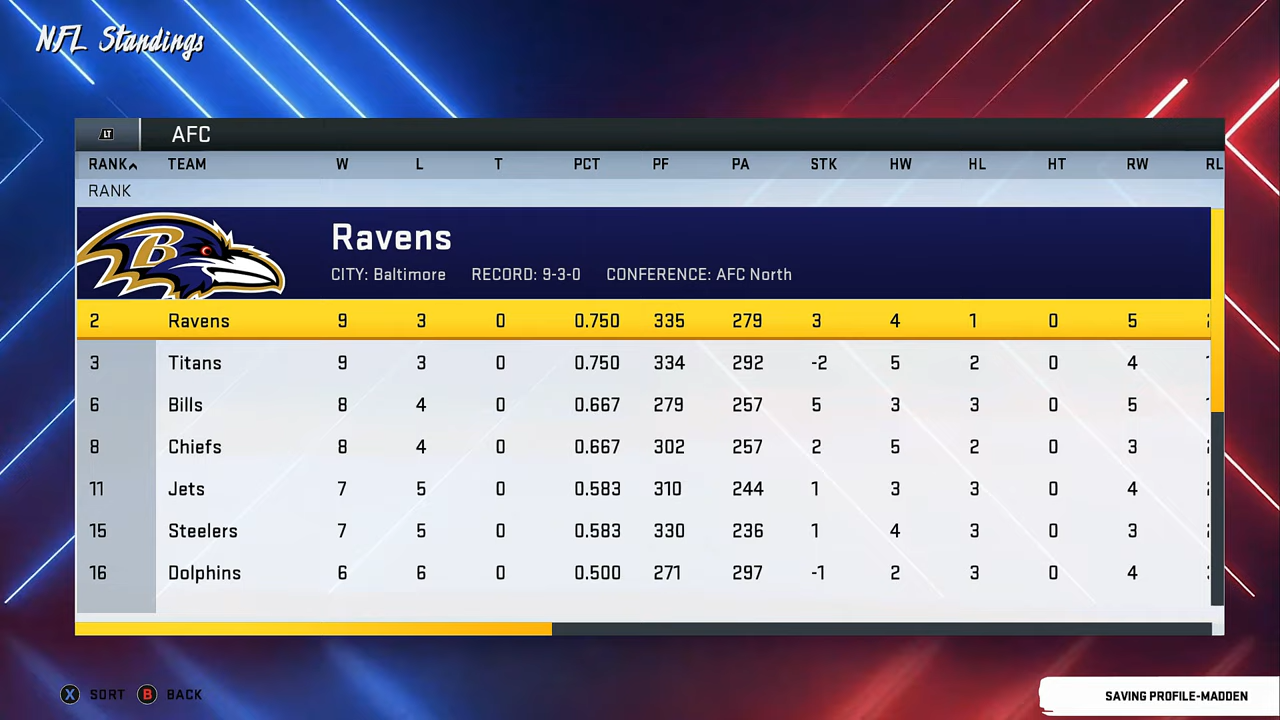 NFL Standings
LT AFC
RANK TEAM W L T PCT PF PA STK HW HL HT RW RL
RANK
B
Ravens
CITY: Baltimore RECORD: 9-3-0 CONFERENCE: AFC North
2 Ravens 9 3 0 0.750 335 279 3 4 1 0 5
3 Titans 9 3 0 0.750 334 292 -2 5 2 0 4
6 Bills 8 4 0 0.667 279 257 5 3 3 0 5
8 Chiefs 8 4 0 0.667 302 257 2 5 2 0 3
11 Jets 7 5 0 0.583 310 244 1 3 3 0 4
15 Steelers 7 5 0 0.583 330 236 1 4 3 0 3
16 Dolphins 6 6 0 0.500 271 297 -1 2 3 0 4
X SORT B BACK
SAVING PROFILE-MADDEN